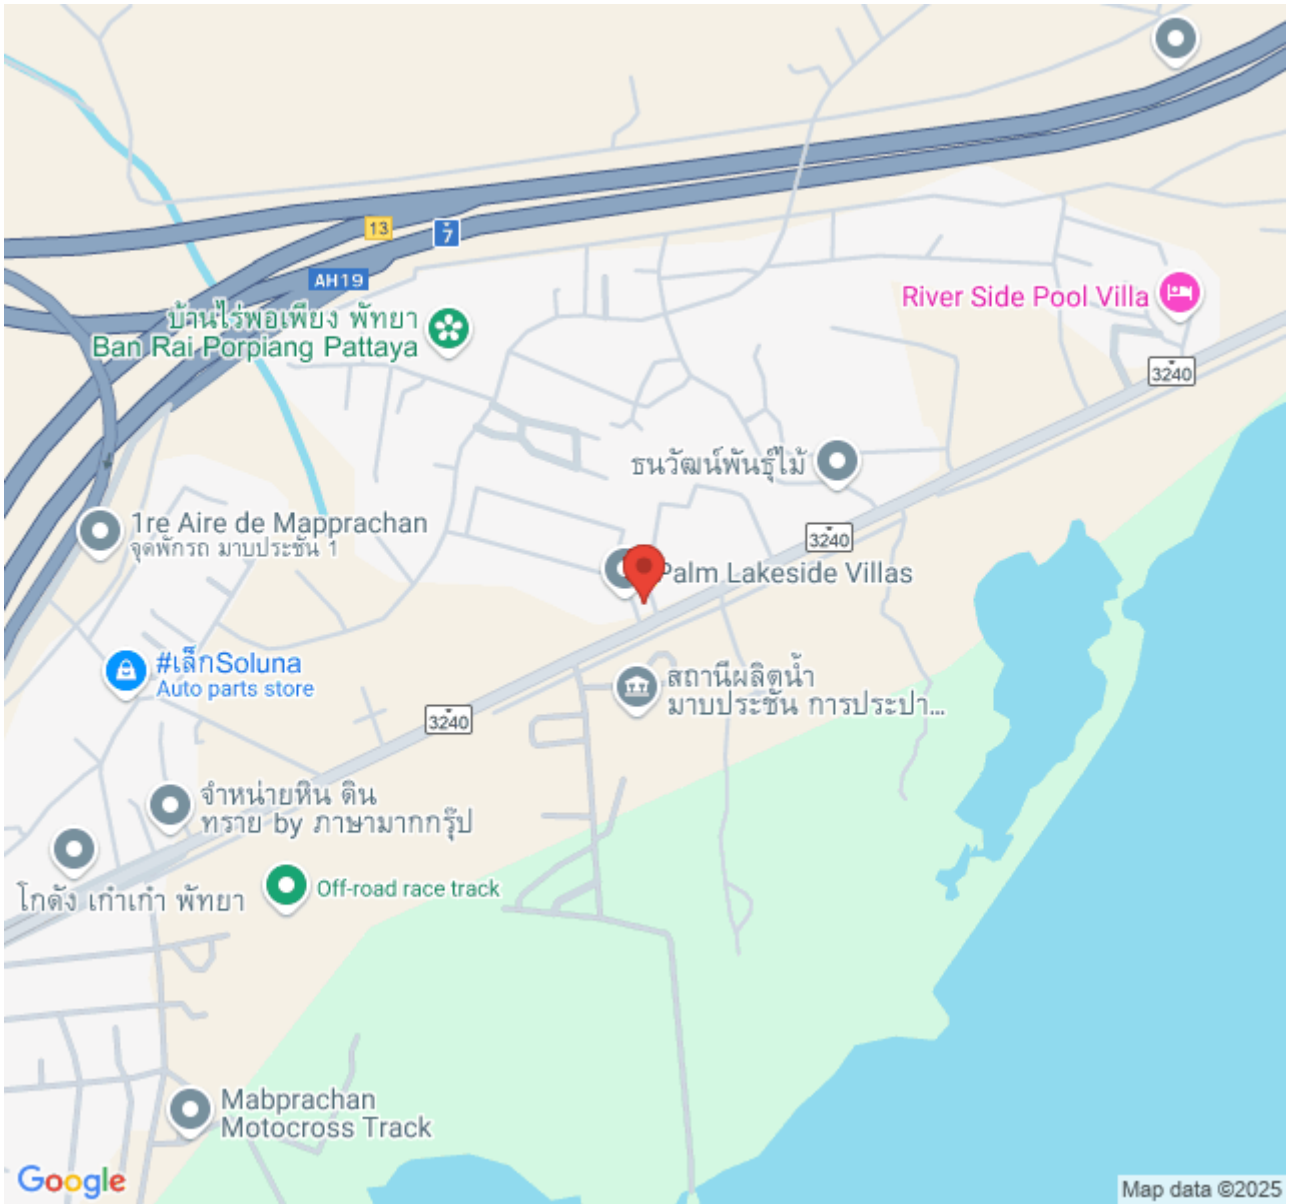 13
7
AH19
บ้านไร่พอเพียง พัทยา
Ban Rai Porpiang Pattaya
River Side Pool Villa
3240
ธนวัฒน์พันธุ์ไม้
1re Aire de Mapprachan
จุดพักรถ มาบประชัน 1
3240
Palm Lakeside Villas
#เล็กSoluna
Auto parts store
สถานีผลิตน้ำ
มาบประชัน การประปา...
3240
จำหน่ายหิน ดิน
ทราย by ภาษามากกรุ๊ป
โกดัง เก๋าเก๋า พัทยา
Off-road race track
Mabprachan
Motocross Track
Google
Map data ©2025